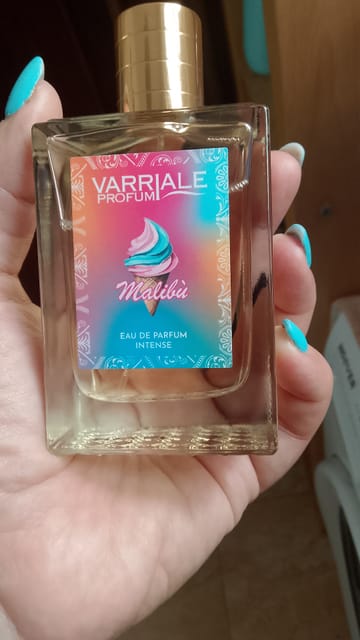 VARRIALE
PROFUMI
Malibù
EAU DE PARFUM
INTENSE